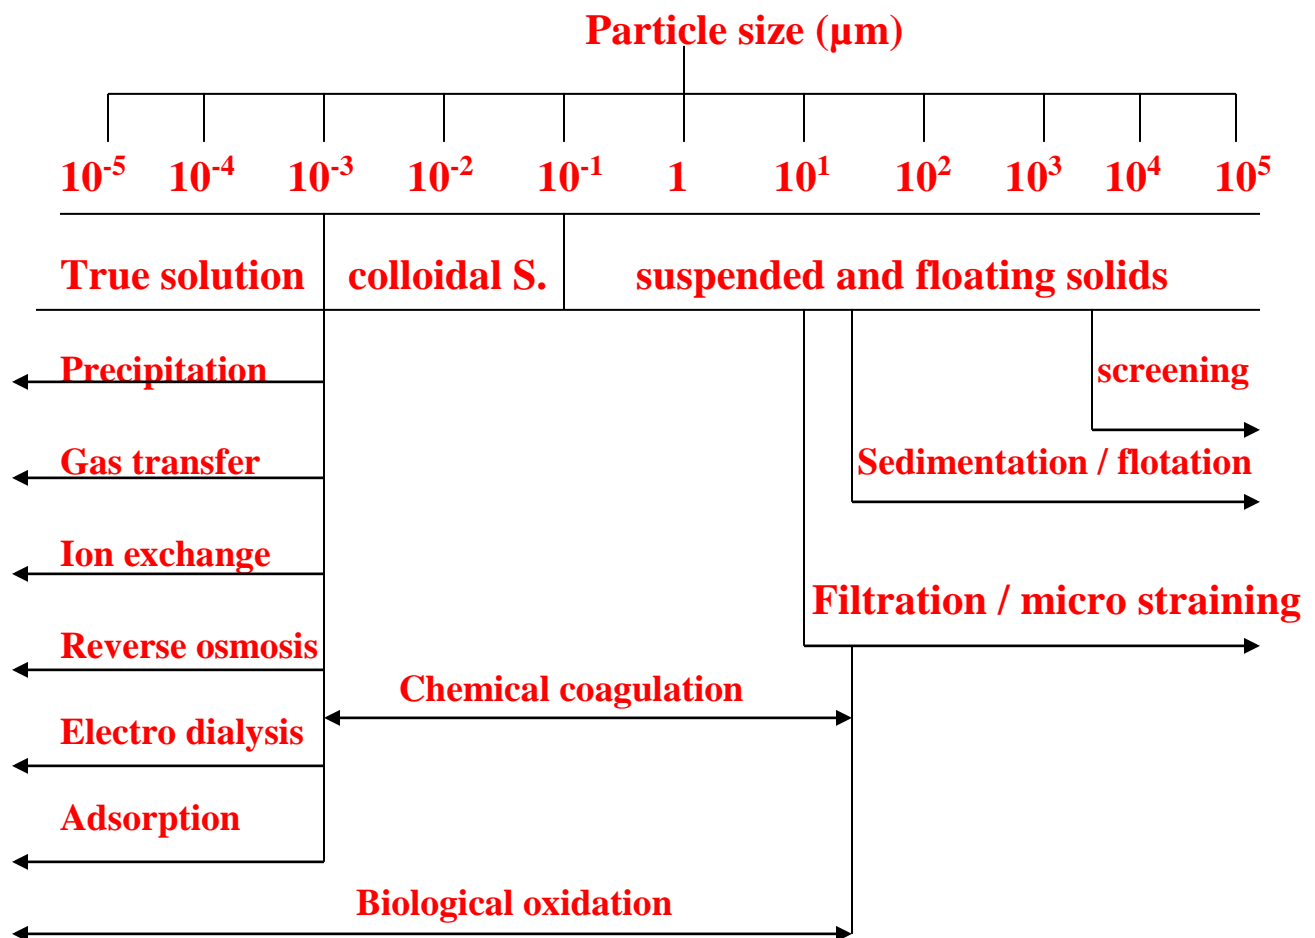 Particle size (µm)
10⁻⁵ 10⁻⁴ 10⁻³ 10⁻² 10⁻¹ 1 10¹ 10² 10³ 10⁴ 10⁵
True solution colloidal S. suspended and floating solids
Precipitation screening
Gas transfer Sedimentation / flotation
Ion exchange
Filtration / micro straining
Reverse osmosis
Chemical coagulation
Electro dialysis
Adsorption
Biological oxidation